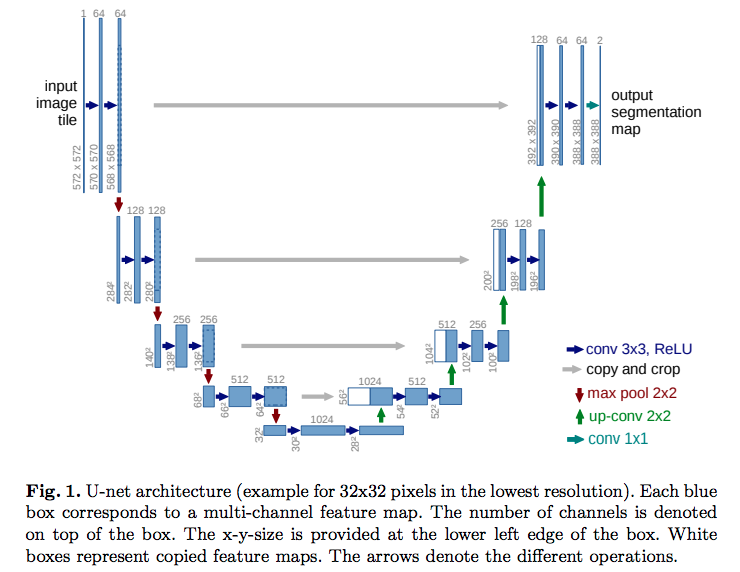 1 64 64
128 64 64 2
input
image
tile
output
segmentation
map
572 x 572
570 x 570
568 x 568
392 x 392
390 x 390
388 x 388
388 x 388
128 128
256 128
284²
282²
280²
200²
198²
196²
256 256
512 256
140²
138²
136²
104²
102²
100²
512 512
1024 512
68²
66²
64²
56²
54²
52²
1024
32²
30²
28²
conv 3x3, ReLU
copy and crop
max pool 2x2
up-conv 2x2
conv 1x1
Fig. 1. U-net architecture (example for 32x32 pixels in the lowest resolution). Each blue
box corresponds to a multi-channel feature map. The number of channels is denoted
on top of the box. The x-y-size is provided at the lower left edge of the box. White
boxes represent copied feature maps. The arrows denote the different operations.